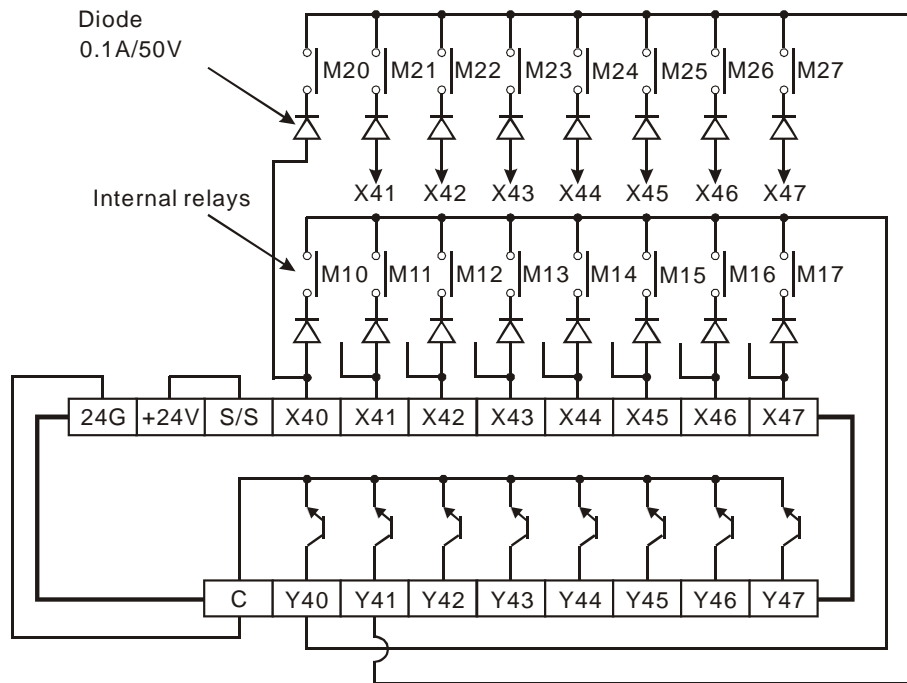 Diode
0.1A/50V
M20 M21 M22 M23 M24 M25 M26 M27
X41 X42 X43 X44 X45 X46 X47
Internal relays
M10 M11 M12 M13 M14 M15 M16 M17
24G +24V S/S X40 X41 X42 X43 X44 X45 X46 X47
C Y40 Y41 Y42 Y43 Y44 Y45 Y46 Y47